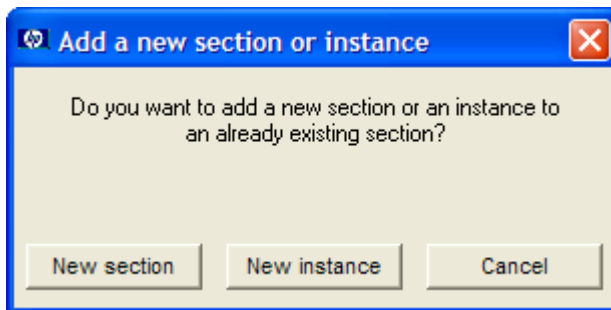 hp Add a new section or instance
Do you want to add a new section or an instance to
an already existing section?
New section New instance Cancel